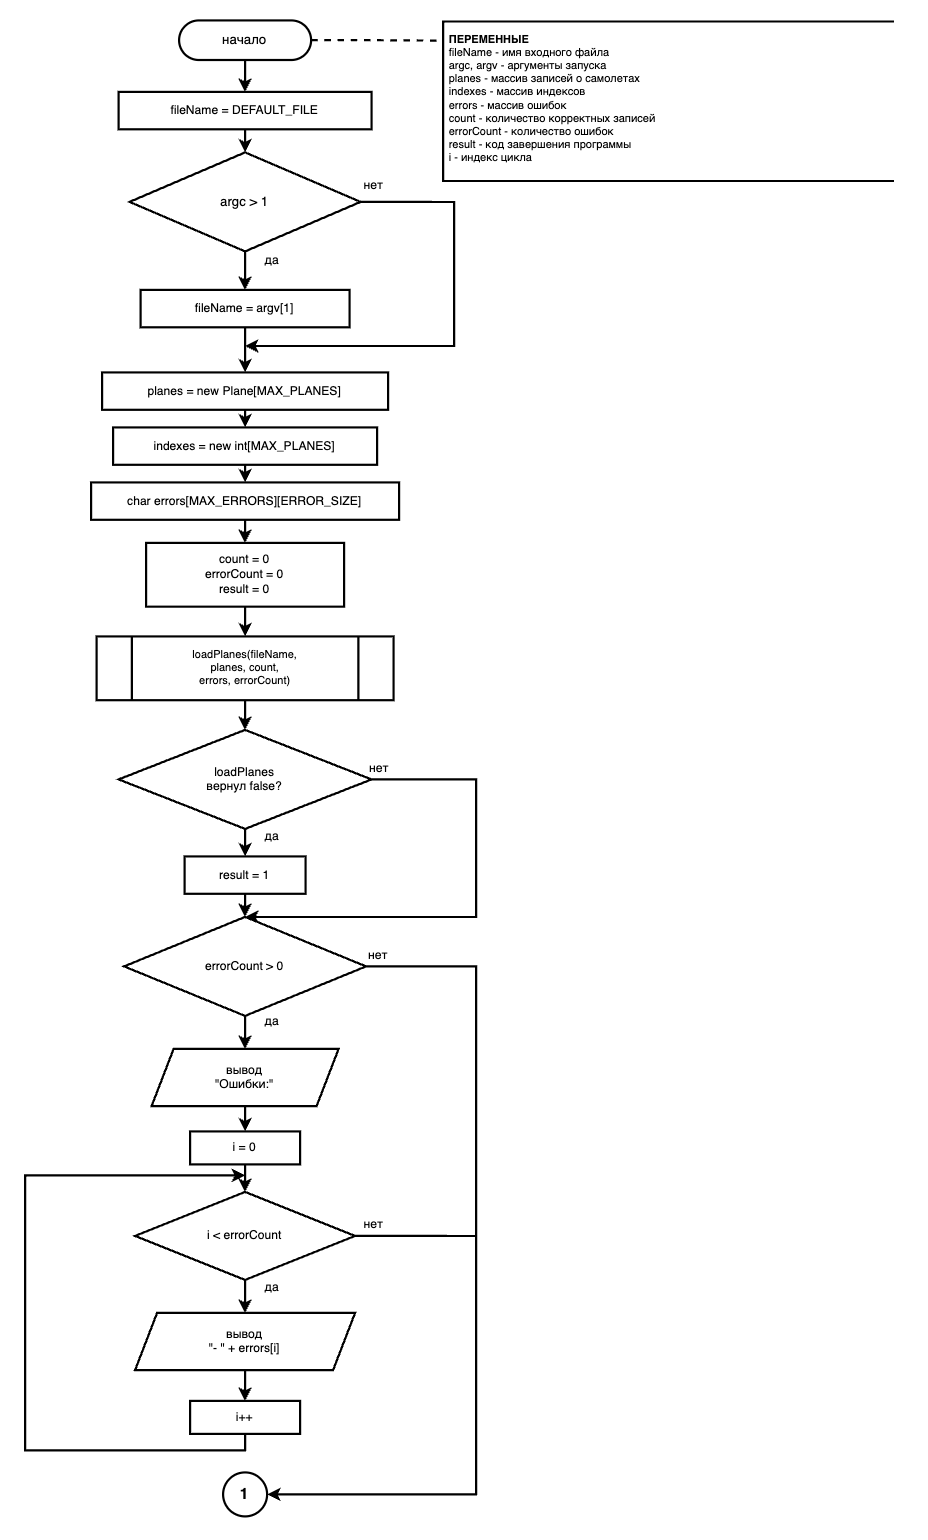 начало
ПЕРЕМЕННЫЕ
fileName - имя входного файла
argc, argv - аргументы запуска
planes - массив записей о самолетах
indexes - массив индексов
errors - массив ошибок
count - количество корректных записей
errorCount - количество ошибок
result - код завершения программы
i - индекс цикла
fileName = DEFAULT_FILE
argc > 1
нет
да
fileName = argv[1]
planes = new Plane[MAX_PLANES]
indexes = new int[MAX_PLANES]
char errors[MAX_ERRORS][ERROR_SIZE]
count = 0
errorCount = 0
result = 0
loadPlanes(fileName,
planes, count,
errors, errorCount)
loadPlanes
вернул false?
нет
да
result = 1
errorCount > 0
нет
да
вывод
"Ошибки:"
i = 0
i < errorCount
нет
да
вывод
"- " + errors[i]
i++
1